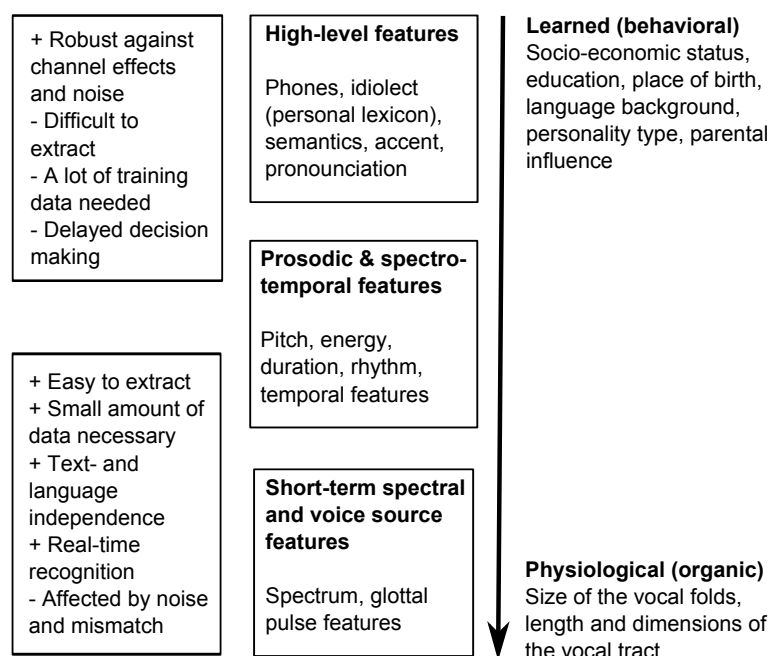 + Robust against
channel effects
and noise
- Difficult to
extract
- A lot of training
data needed
- Delayed decision
making
+ Easy to extract
+ Small amount of
data necessary
+ Text- and
language
independence
+ Real-time
recognition
- Affected by noise
and mismatch
High-level features
Phones, idiolect
(personal lexicon),
semantics, accent,
pronounciation
Prosodic & spectro-
temporal features
Pitch, energy,
duration, rhythm,
temporal features
Short-term spectral
and voice source
features
Spectrum, glottal
pulse features
Learned (behavioral)
Socio-economic status,
education, place of birth,
language background,
personality type, parental
influence
Physiological (organic)
Size of the vocal folds,
length and dimensions of
the vocal tract